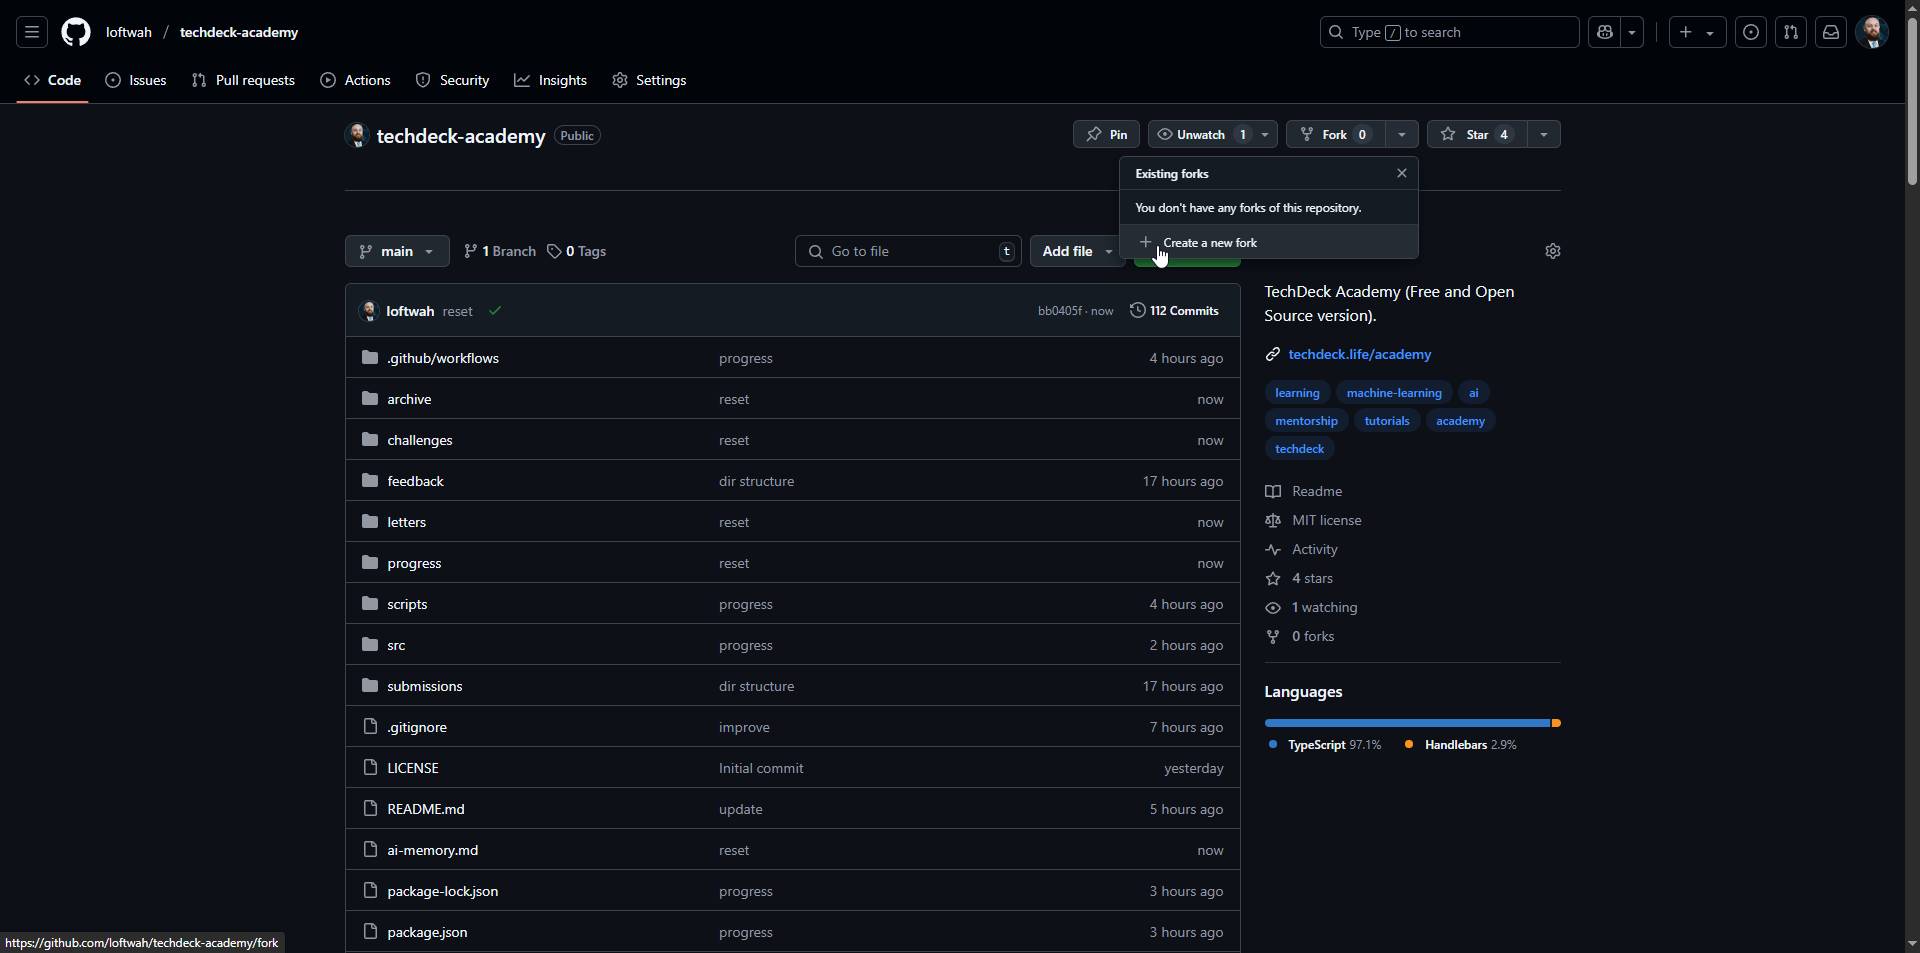 loftwah / techdeck-academy
Type / to search
Code Issues Pull requests Actions Security Insights Settings
techdeck-academy Public
Pin Unwatch 1 Fork 0 Star 4
Existing forks
You don't have any forks of this repository.
Create a new fork
main 1 Branch 0 Tags Go to file t Add file
loftwah reset bb0405f · now 112 Commits
.github/workflows progress 4 hours ago
archive reset now
challenges reset now
feedback dir structure 17 hours ago
letters reset now
progress reset now
scripts progress 4 hours ago
src progress 2 hours ago
submissions dir structure 17 hours ago
.gitignore improve 7 hours ago
LICENSE Initial commit yesterday
README.md update 5 hours ago
ai-memory.md reset now
package-lock.json progress 3 hours ago
package.json progress 3 hours ago
TechDeck Academy (Free and Open
Source version).
techdeck.life/academy
learning machine-learning ai
mentorship tutorials academy
techdeck
Readme
MIT license
Activity
4 stars
1 watching
0 forks
Languages
TypeScript 97.1% Handlebars 2.9%
https://github.com/loftwah/techdeck-academy/fork